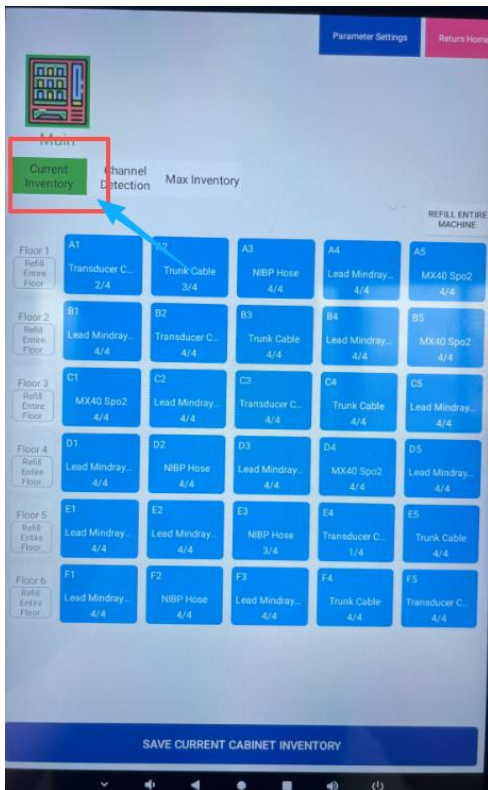 Parameter Settings
Return Home
Main
Current
Inventory
Channel
Detection
Max Inventory
REFILL ENTIRE
MACHINE
Floor 1
Refill
Entire
Floor
A1
Transducer C...
2/4
A2
Trunk Cable
3/4
A3
NIBP Hose
4/4
A4
Lead Mindray...
4/4
A5
MX40 Spo2
4/4
Floor 2
Refill
Entire
Floor
B1
Lead Mindray...
4/4
B2
Transducer C...
4/4
B3
Trunk Cable
4/4
B4
Lead Mindray...
4/4
B5
MX40 Spo2
4/4
Floor 3
Refill
Entire
Floor
C1
MX40 Spo2
4/4
C2
Lead Mindray...
4/4
C3
Transducer C...
4/4
C4
Trunk Cable
4/4
C5
Lead Mindray...
4/4
Floor 4
Refill
Entire
Floor
D1
Lead Mindray...
4/4
D2
NIBP Hose
4/4
D3
Lead Mindray...
4/4
D4
MX40 Spo2
4/4
D5
Lead Mindray...
4/4
Floor 5
Refill
Entire
Floor
E1
Lead Mindray...
4/4
E2
Lead Mindray...
4/4
E3
NIBP Hose
3/4
E4
Transducer C...
1/4
E5
Trunk Cable
4/4
Floor 6
Refill
Entire
Floor
F1
Lead Mindray...
4/4
F2
NIBP Hose
4/4
F3
Lead Mindray...
4/4
F4
Trunk Cable
4/4
F5
Transducer C...
4/4
SAVE CURRENT CABINET INVENTORY